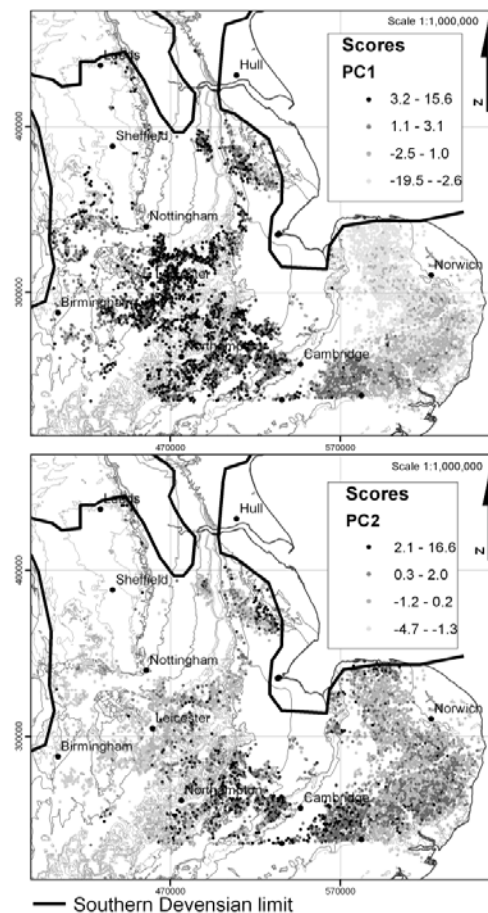 Scale 1:1,000,000
Scores
PC1
3.2 - 15.6
1.1 - 3.1
-2.5 - 1.0
-19.5 - -2.6
N
Leeds
Hull
400000
Sheffield
Nottingham
Norwich
300000
Birmingham
Cambridge
470000
570000
Scale 1:1,000,000
Scores
PC2
2.1 - 16.6
0.3 - 2.0
-1.2 - 0.2
-4.7 - -1.3
N
Leeds
Hull
400000
Sheffield
Nottingham
Leicester
Norwich
300000
Birmingham
Northampton
Cambridge
470000
570000
Southern Devensian limit